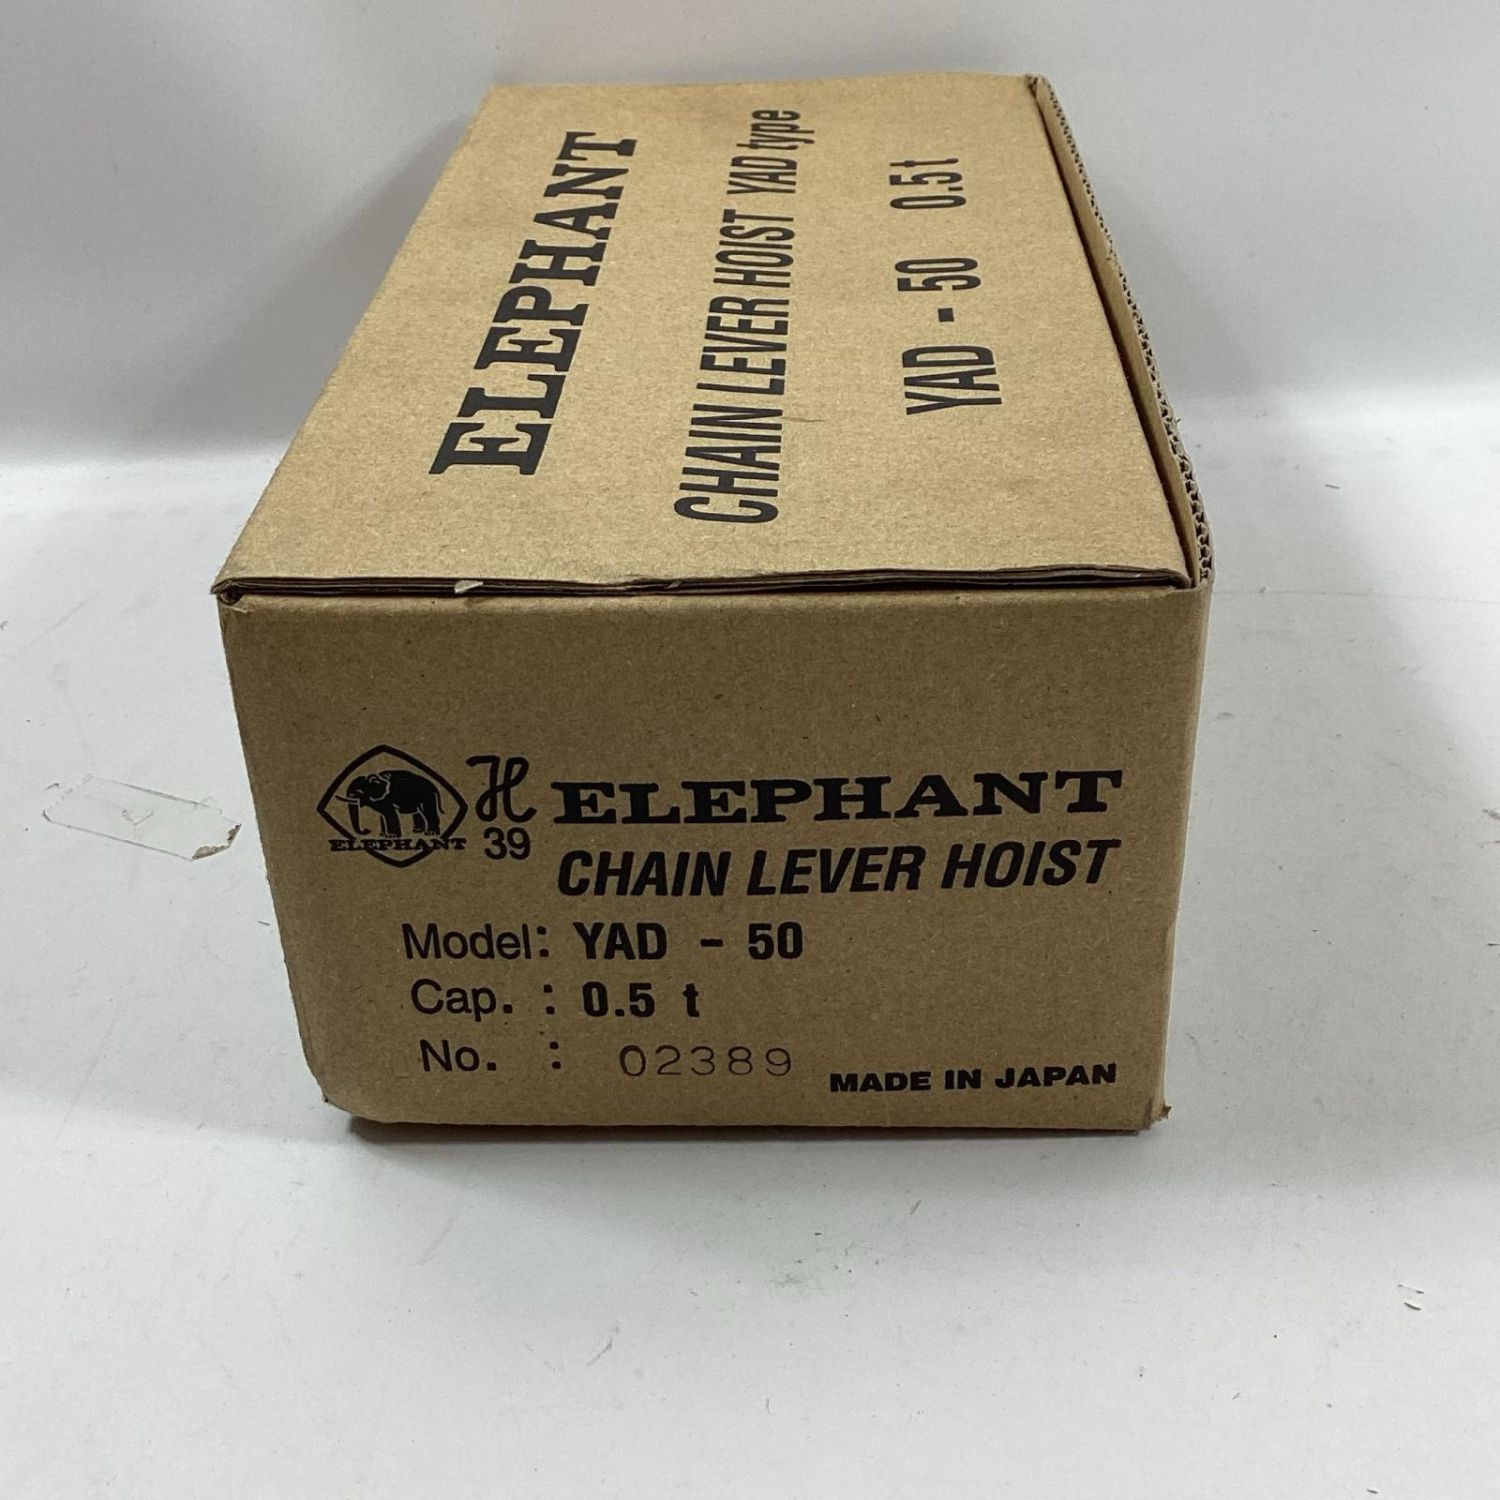 ELEPHANT
CHAIN LEVER HOIST YAD type
YAD - 50 0.5 t
ELEPHANT
H
39
ELEPHANT
CHAIN LEVER HOIST
Model: YAD - 50
Cap. : 0.5 t
No. : 02389
MADE IN JAPAN